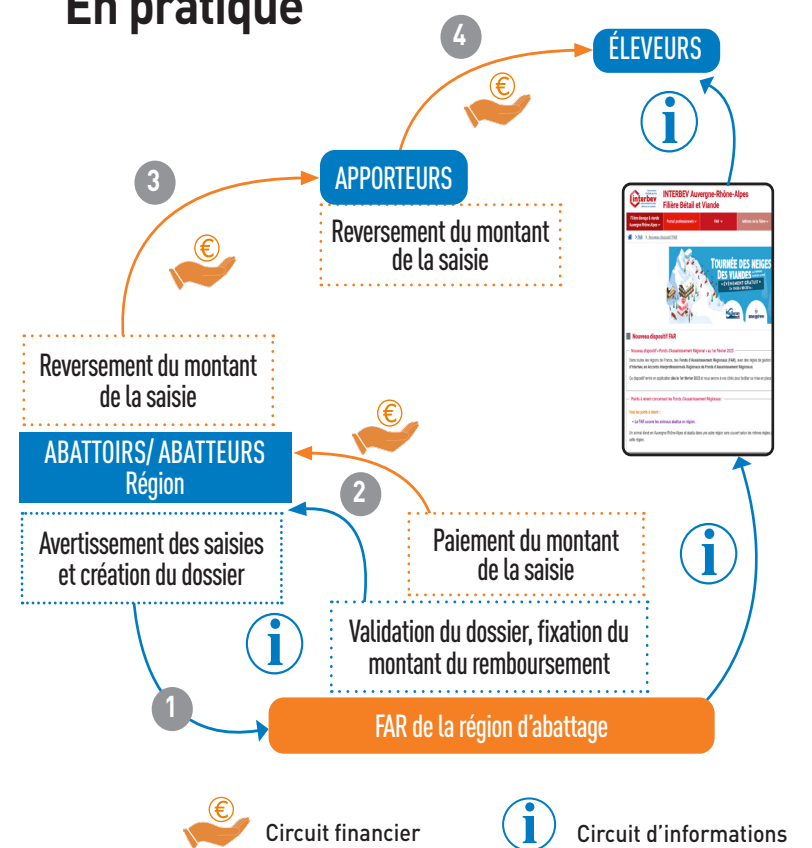 En pratique
4
ÉLEVEURS
€
i
3
APPORTEURS
Reversement du montant
de la saisie
€
interbev
INTERBEV Auvergne-Rhône-Alpes
Filière Bétail et Viande
TOURNÉE DES NEIGES
DES VIANDES
Nouveau dispositif FAR
Reversement du montant
de la saisie
€
ABATTOIRS/ ABATTEURS
Région
2
Avertissement des saisies
et création du dossier
Paiement du montant
de la saisie
i
i
Validation du dossier, fixation du
montant du remboursement
1
FAR de la région d’abattage
€
Circuit financier
i
Circuit d’informations